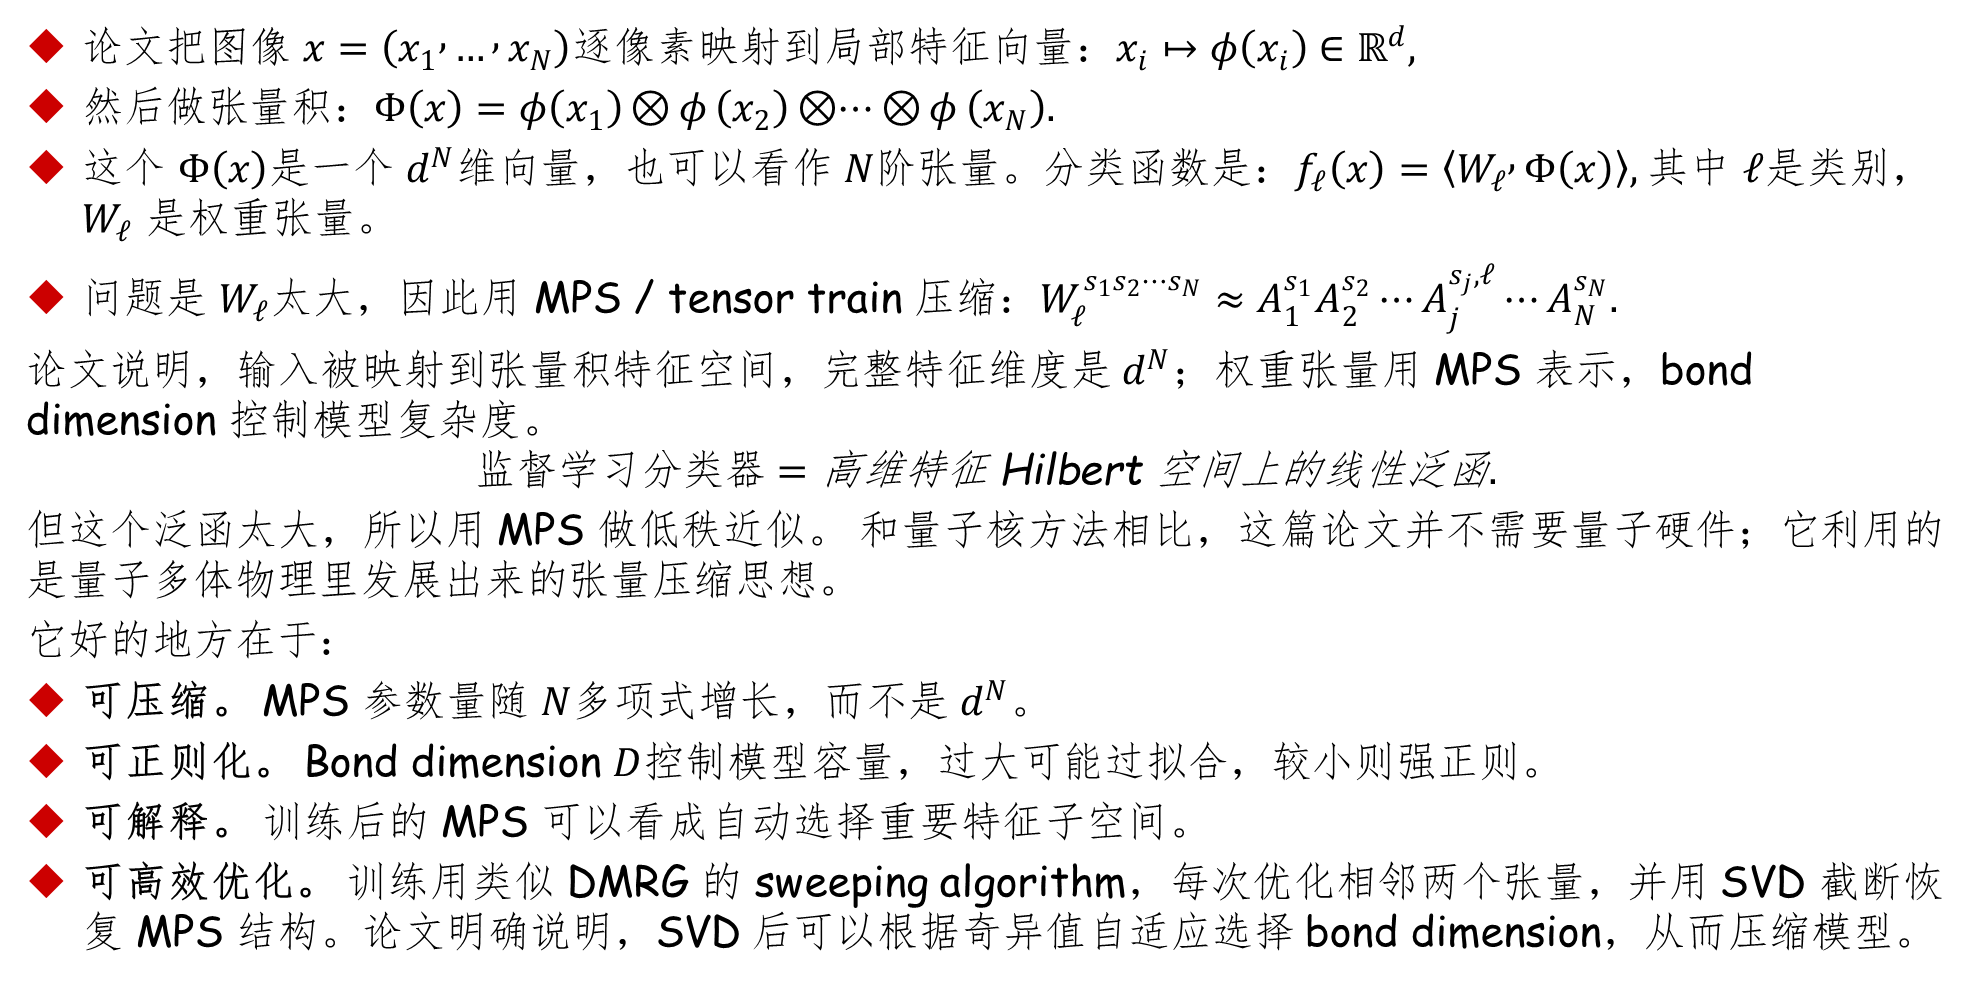 ◆ 论文把图像 x = (x₁, …, x_N)逐像素映射到局部特征向量：x_i ↦ ϕ(x_i) ∈ ℝ^d,
◆ 然后做张量积：Φ(x) = ϕ(x₁) ⊗ ϕ (x₂) ⊗⋯ ⊗ ϕ (x_N).
◆ 这个 Φ(x)是一个 d^N维向量，也可以看作 N阶张量。分类函数是：f_ℓ(x) = ⟨W_ℓ, Φ(x)⟩, 其中 ℓ是类别，
W_ℓ 是权重张量。
◆ 问题是 W_ℓ太大，因此用 MPS / tensor train 压缩：W_ℓ^{s₁s₂⋯s_N} ≈ A_1^{s₁} A_2^{s₂} ⋯ A_j^{s_j,ℓ} ⋯ A_N^{s_N}.
论文说明，输入被映射到张量积特征空间，完整特征维度是 d^N；权重张量用 MPS 表示，bond
dimension 控制模型复杂度。
监督学习分类器 = 高维特征 Hilbert 空间上的线性泛函.
但这个泛函太大，所以用 MPS 做低秩近似。 和量子核方法相比，这篇论文并不需要量子硬件；它利用的
是量子多体物理里发展出来的张量压缩思想。
它好的地方在于：
◆ 可压缩。 MPS 参数量随 N多项式增长，而不是 d^N。
◆ 可正则化。 Bond dimension D控制模型容量，过大可能过拟合，较小则强正则。
◆ 可解释。 训练后的 MPS 可以看成自动选择重要特征子空间。
◆ 可高效优化。 训练用类似 DMRG 的 sweeping algorithm，每次优化相邻两个张量，并用 SVD 截断恢
复 MPS 结构。论文明确说明，SVD 后可以根据奇异值自适应选择 bond dimension，从而压缩模型。